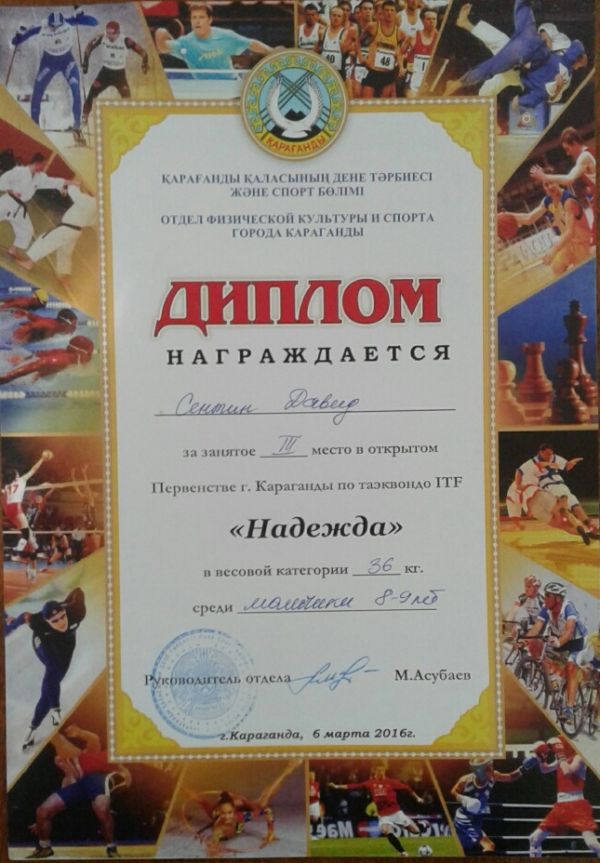 ҚАРАҒАНДЫ
ҚАРАҒАНДЫ ҚАЛАСЫНЫҢ ДЕНЕ ТӘРБИЕСІ
ЖӘНЕ СПОРТ БӨЛІМІ
ОТДЕЛ ФИЗИЧЕСКОЙ КУЛЬТУРЫ И СПОРТА
ГОРОДА КАРАГАНДЫ
ДИПЛОМ
НАГРАЖДАЕТСЯ
Сентин Давид
за занятое III место в открытом
Первенстве г. Караганды по таэквондо ITF
«Надежда»
в весовой категории 36 кг.
среди мальчики 8-9 лет
Руководитель отдела М.Асубаев
г.Караганда, 6 марта 2016г.